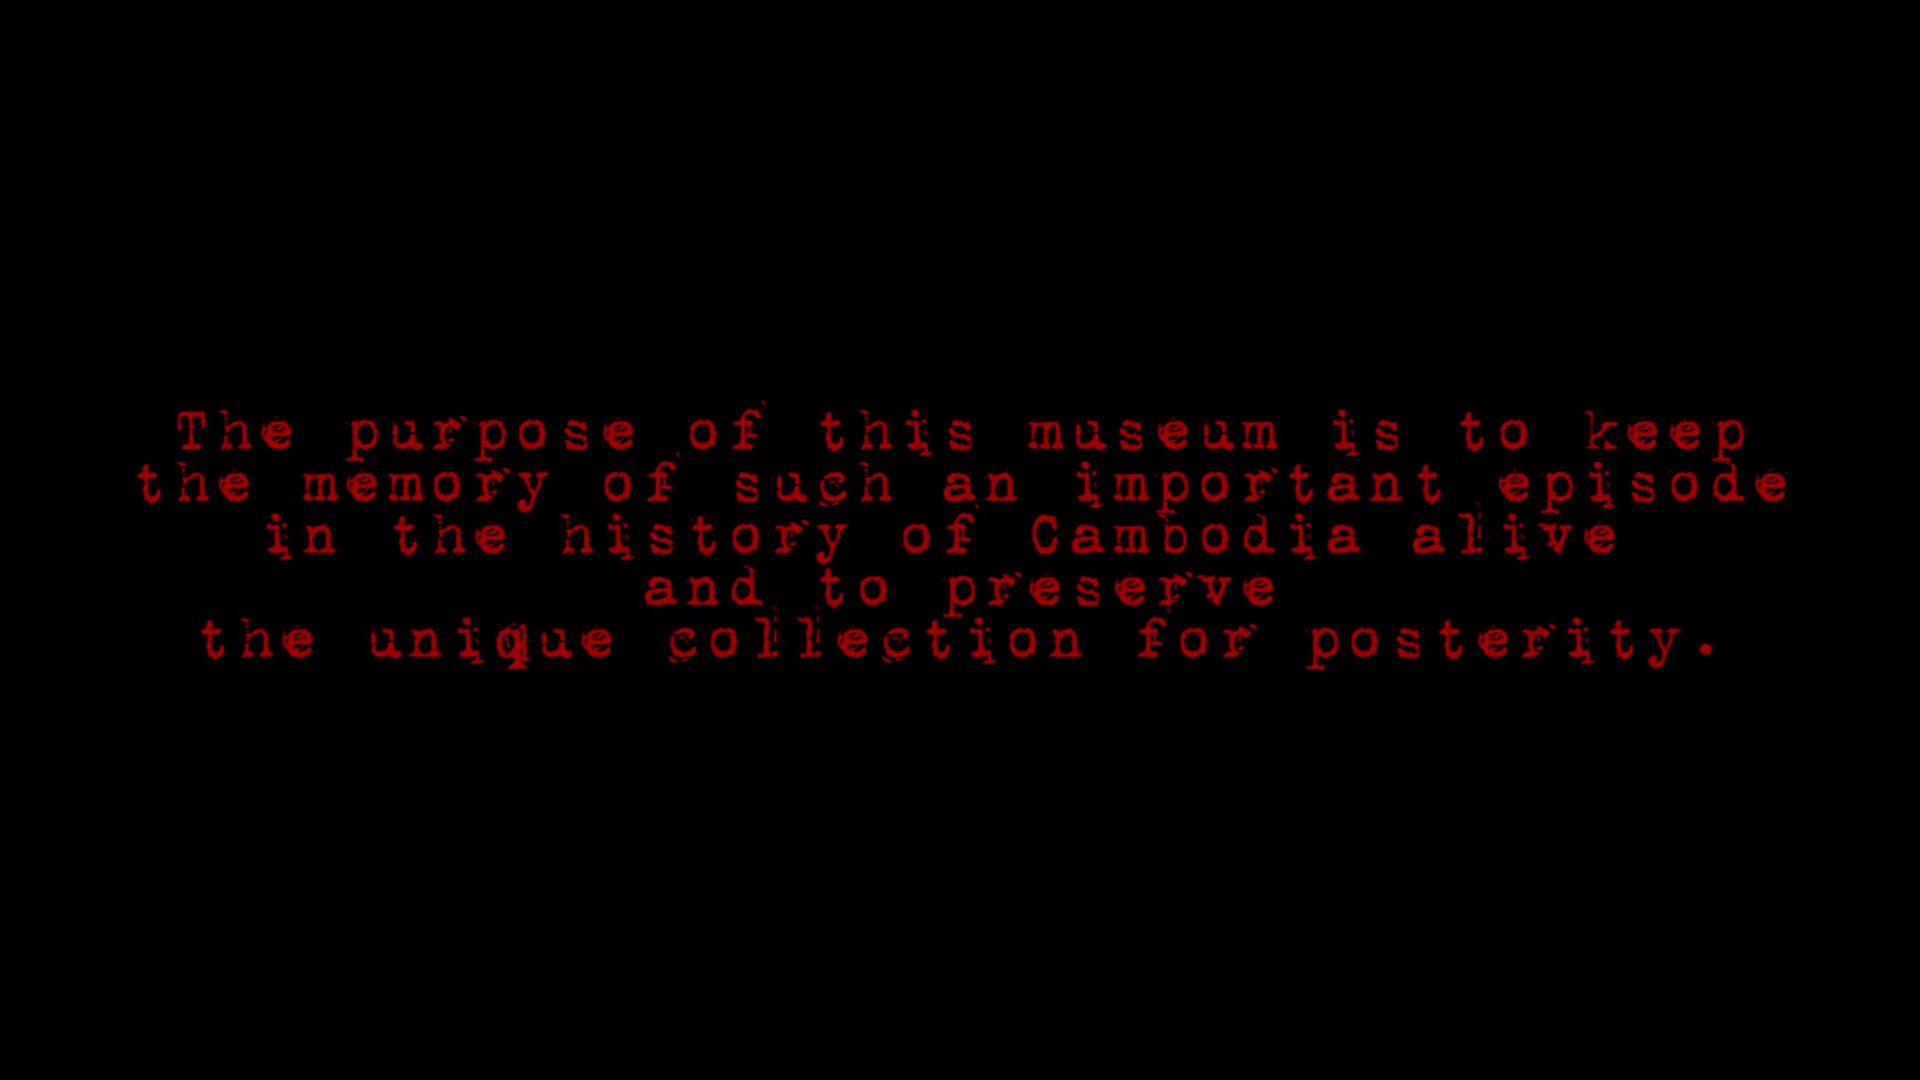 The purpose of this museum is to keep
the memory of such an important episode
in the history of Cambodia alive
and to preserve
the unique collection for posterity.